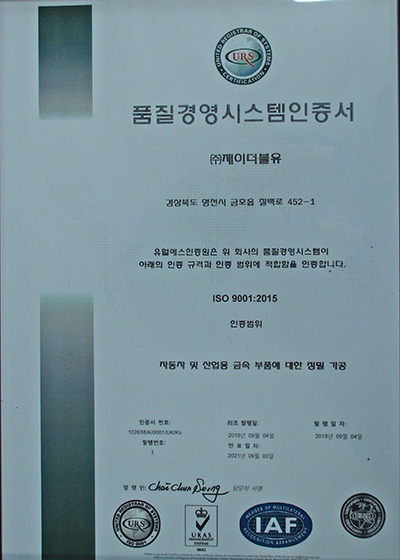 UNITED REGISTRAR OF SYSTEMS
URS
CERTIFICATION
품질경영시스템인증서
㈜제이더블유
경상북도 영천시 금호읍 칠백로 452-1
유알에스인증원은 위 회사의 품질경영시스템이
아래의 인증 규격과 인증 범위에 적합함을 인증합니다.
ISO 9001:2015
인증범위
자동차 및 산업용 금속 부품에 대한 정밀 가공
인증서 번호:
102638/A/0001/UK/Ko
발행번호:
1
최초 발행일:
2018년 09월 04일
만 료 일 자:
2021년 09월 03일
발 행 일 자:
2018년 09월 04일
발 행 인:
담당자 서명
URS
ISO 9001
UKAS
MANAGEMENT
SYSTEMS
0043
MEMBER OF MULTILATERAL
IAF
RECOGNITION ARRANGEMENT